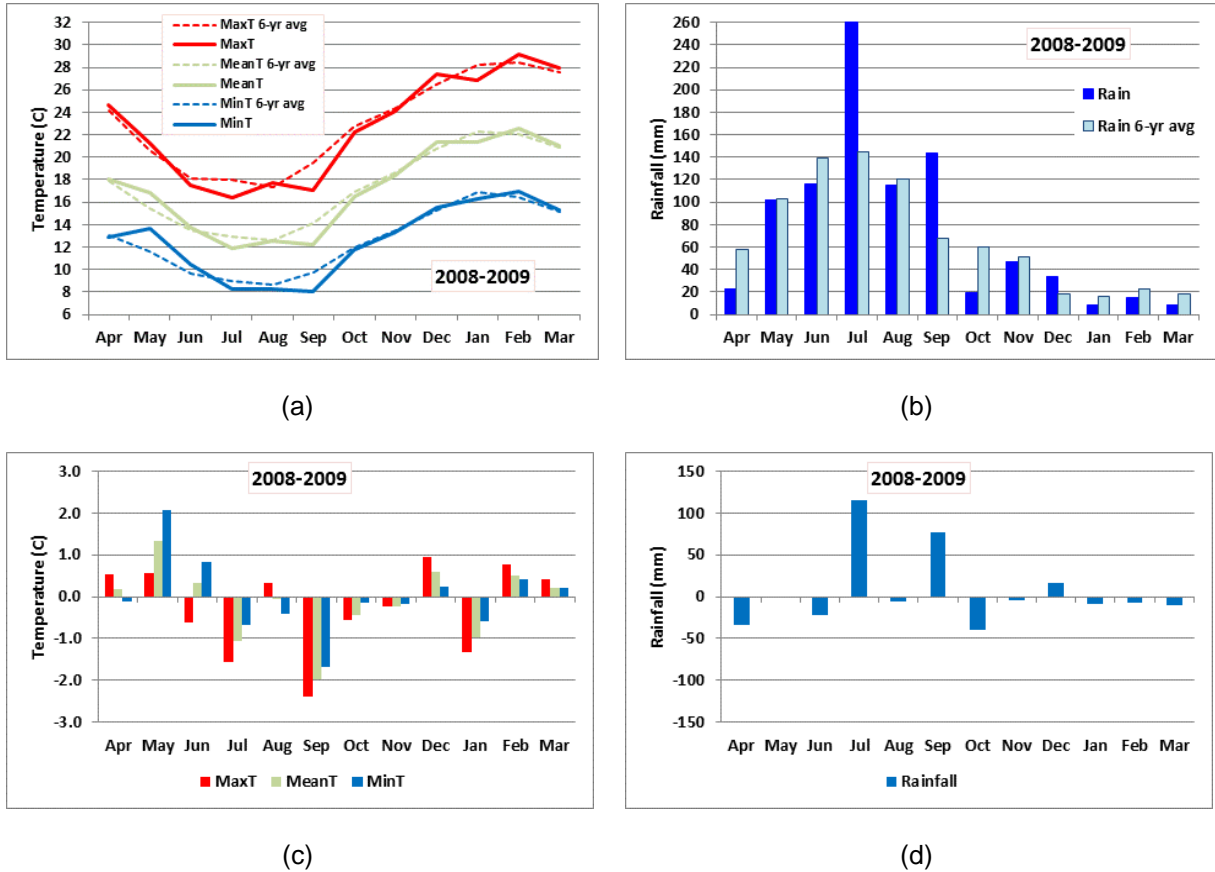 Temperature (C)
32
30
28
26
24
22
20
18
16
14
12
10
8
6
MaxT 6-yr avg
MaxT
MeanT 6-yr avg
MeanT
MinT 6-yr avg
MinT
2008-2009
Apr May Jun Jul Aug Sep Oct Nov Dec Jan Feb Mar
(a)
Rainfall (mm)
260
240
220
200
180
160
140
120
100
80
60
40
20
0
2008-2009
Rain
Rain 6-yr avg
Apr May Jun Jul Aug Sep Oct Nov Dec Jan Feb Mar
(b)
Temperature (C)
3.0
2.0
1.0
0.0
-1.0
-2.0
-3.0
2008-2009
Apr May Jun Jul Aug Sep Oct Nov Dec Jan Feb Mar
MaxT MeanT MinT
(c)
Rainfall (mm)
150
100
50
0
-50
-100
-150
2008-2009
Apr May Jun Jul Aug Sep Oct Nov Dec Jan Feb Mar
Rainfall
(d)